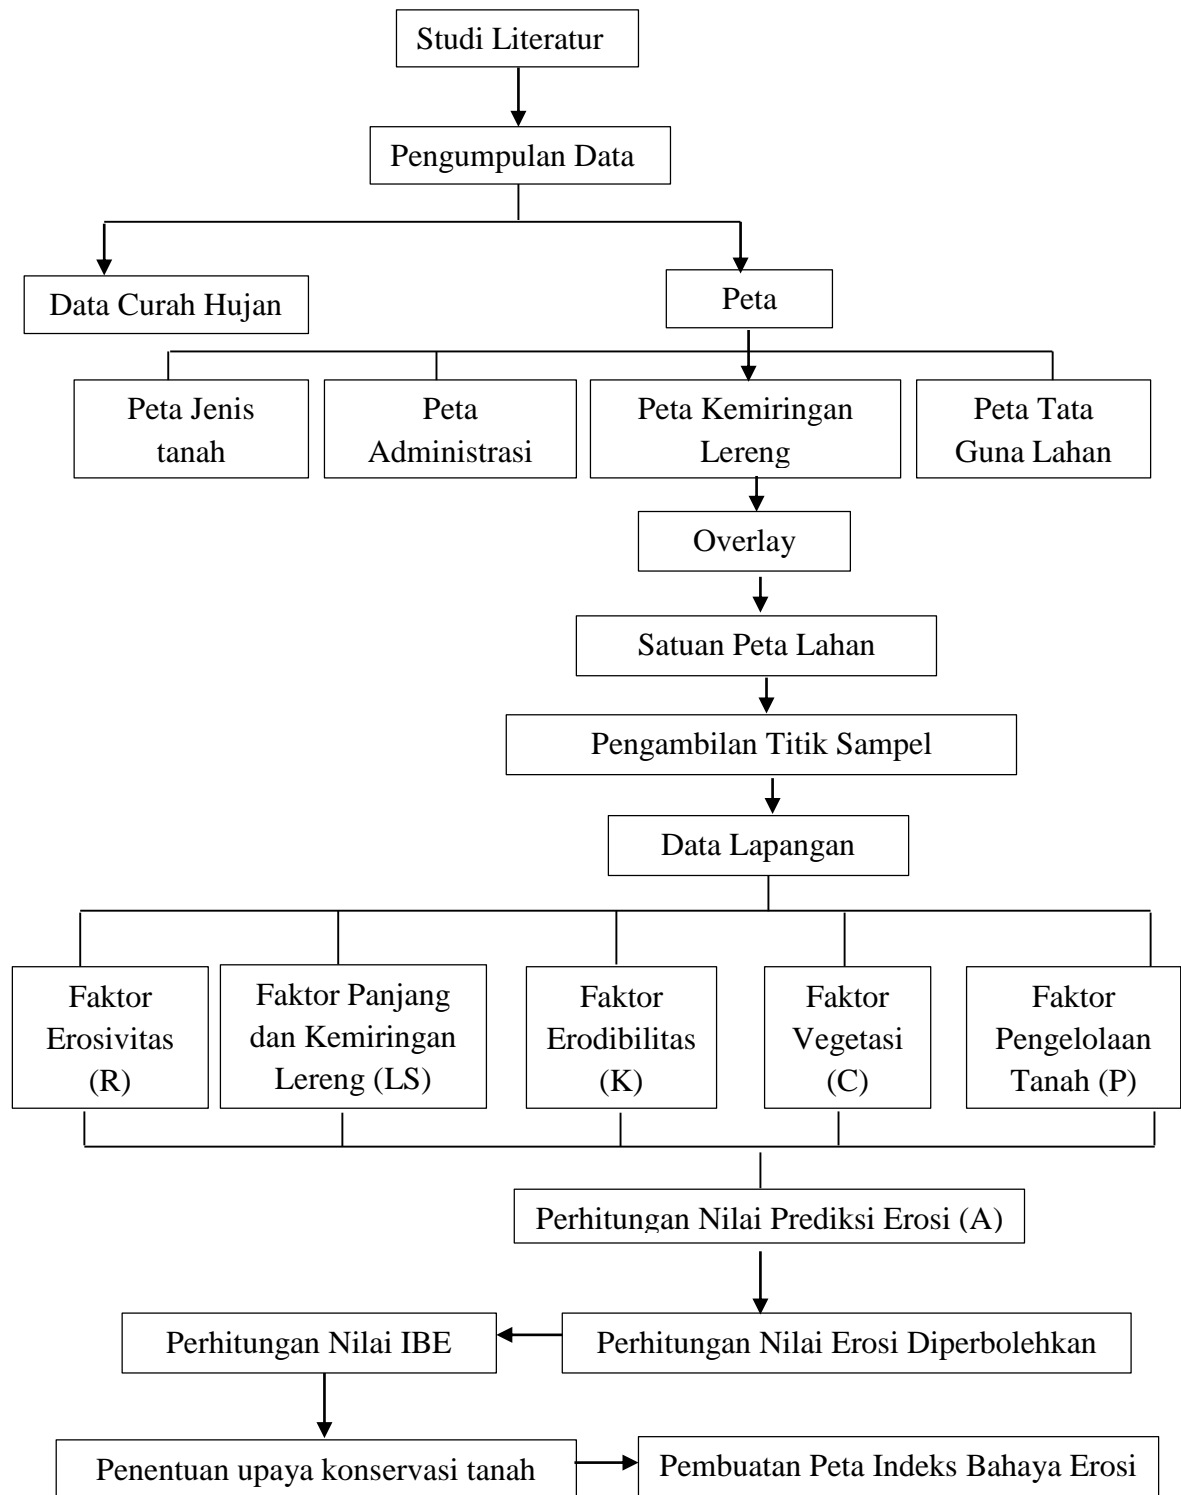 Studi Literatur
Pengumpulan Data
Data Curah Hujan
Peta
Peta Jenis
tanah
Peta
Administrasi
Peta Kemiringan
Lereng
Peta Tata
Guna Lahan
Overlay
Satuan Peta Lahan
Pengambilan Titik Sampel
Data Lapangan
Faktor
Erosivitas
(R)
Faktor Panjang
dan Kemiringan
Lereng (LS)
Faktor
Erodibilitas
(K)
Faktor
Vegetasi
(C)
Faktor
Pengelolaan
Tanah (P)
Perhitungan Nilai Prediksi Erosi (A)
Perhitungan Nilai IBE
Perhitungan Nilai Erosi Diperbolehkan
Penentuan upaya konservasi tanah
Pembuatan Peta Indeks Bahaya Erosi